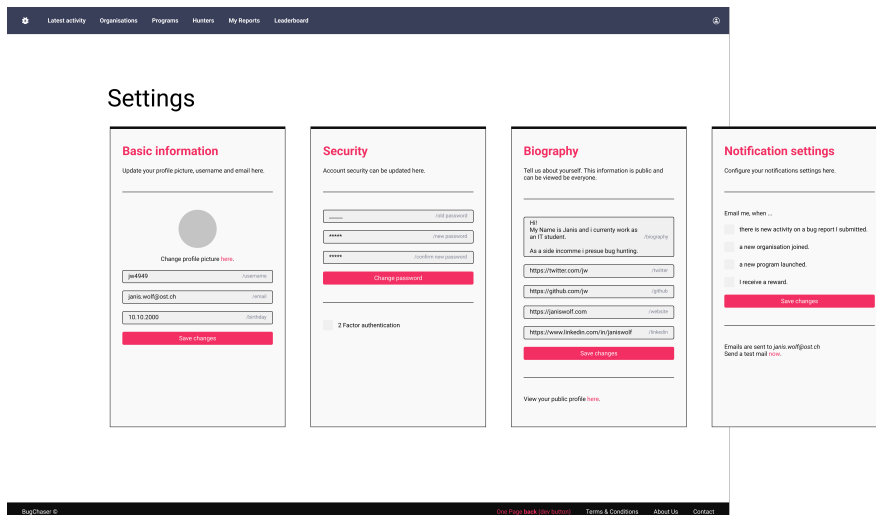 Latest activity Organisations Programs Hunters My Reports Leaderboard
Settings
Basic information
Update your profile picture, username and email here.
Change profile picture here.
jw4949 /username
janis.wolf@ost.ch /email
10.10.2000 /birthday
Save changes
Security
Account security can be updated here.
_____ /old password
***** /new password
***** /confirm new password
Change password
2 Factor authentication
Biography
Tell us about yourself. This information is public and
can be viewed be everyone.
Hi!
My Name is Janis and i currenty work as
an IT student.
/biography
As a side incomme i presue bug hunting.
https://twitter.com/jw /twitter
https://github.com/jw /github
https://janiswolf.com /website
https://www.linkedin.com/in/janiswolf /linkedin
Save changes
View your public profile here.
Notification settings
Configure your notifications settings here.
Email me, when ...
there is new activity on a bug report I submitted.
a new organisation joined.
a new program launched.
I receive a reward.
Save changes
Emails are sent to janis.wolf@ost.ch
Send a test mail now.
BugChaser © One Page back (dev button) Terms & Conditions About Us Contact